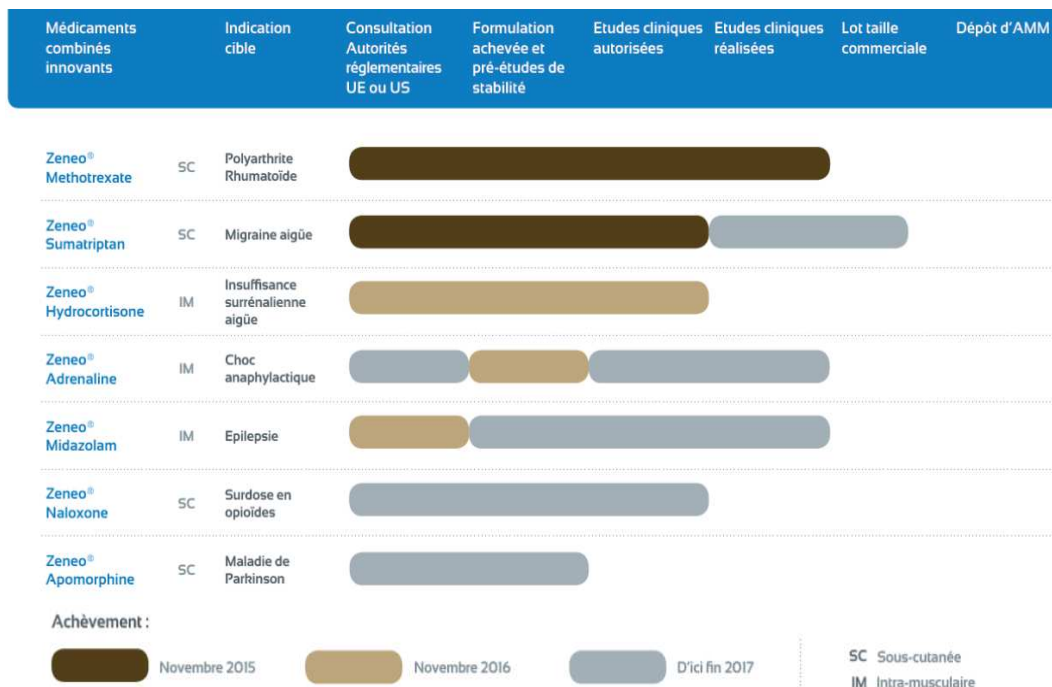 Médicaments
combinés
innovants
Indication
cible
Consultation
Autorités
réglementaires
UE ou US
Formulation
achevée et
pré-études de
stabilité
Etudes cliniques
autorisées
Etudes cliniques
réalisées
Lot taille
commerciale
Dépôt d'AMM
Zeneo®
Methotrexate
SC
Polyarthrite
Rhumatoïde
Zeneo®
Sumatriptan
SC
Migraine aigüe
Zeneo®
Hydrocortisone
IM
Insuffisance
surrénalienne
aigüe
Zeneo®
Adrenaline
IM
Choc
anaphylactique
Zeneo®
Midazolam
IM
Epilepsie
Zeneo®
Naloxone
SC
Surdose en
opioïdes
Zeneo®
Apomorphine
SC
Maladie de
Parkinson
Achèvement :
Novembre 2015
Novembre 2016
D'ici fin 2017
SC Sous-cutanée
IM Intra-musculaire